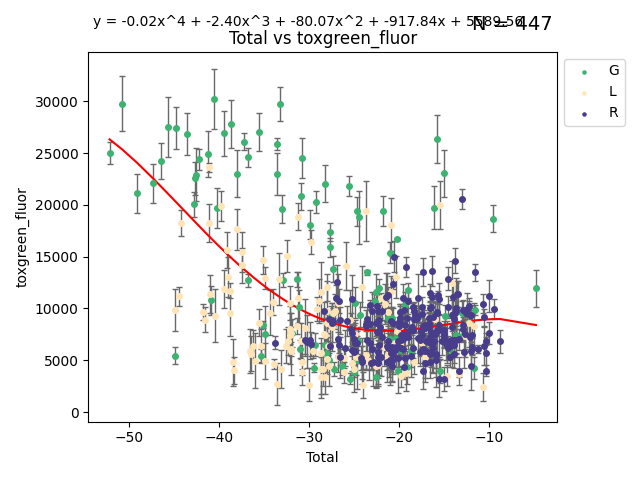 y = -0.02x^4 + -2.40x^3 + -80.07x^2 + -917.84x + 5589.56
N = 447
Total vs toxgreen_fluor
G
L
R
30000
25000
20000
15000
10000
5000
0
toxgreen_fluor
−50
−40
−30
−20
−10
Total